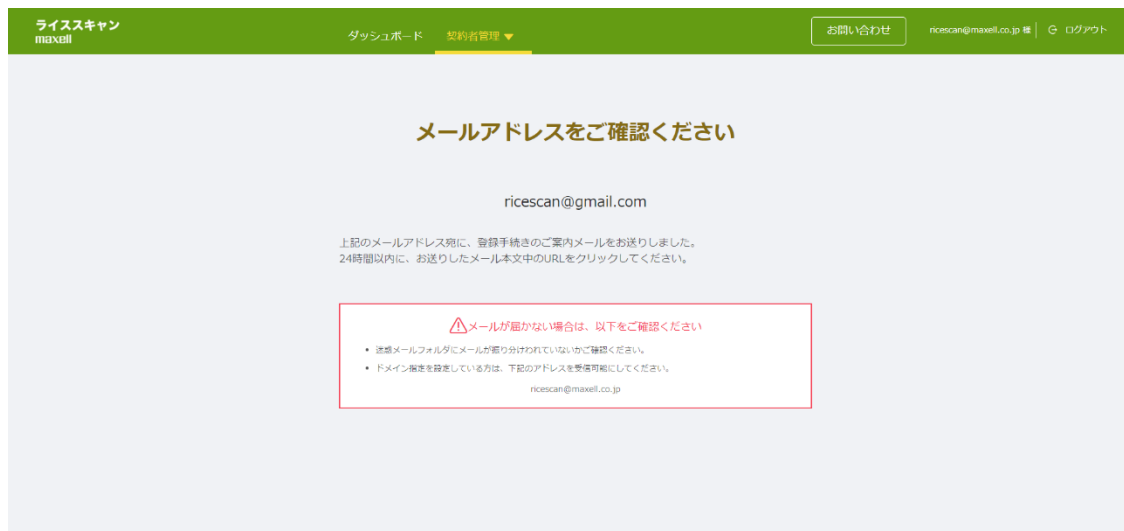 ライススキャン
maxell
ダッシュボード 契約者管理 ▼
お問い合わせ
ricescan@maxell.co.jp 様
ログアウト
メールアドレスをご確認ください
ricescan@gmail.com
上記のメールアドレス宛に、登録手続きのご案内メールをお送りしました。
24時間以内に、お送りしたメール本文中のURLをクリックしてください。
メールが届かない場合は、以下をご確認ください
• 迷惑メールフォルダにメールが振り分けられていないかご確認ください。
• ドメイン指定を設定している方は、下記のアドレスを受信可能にしてください。
ricescan@maxell.co.jp